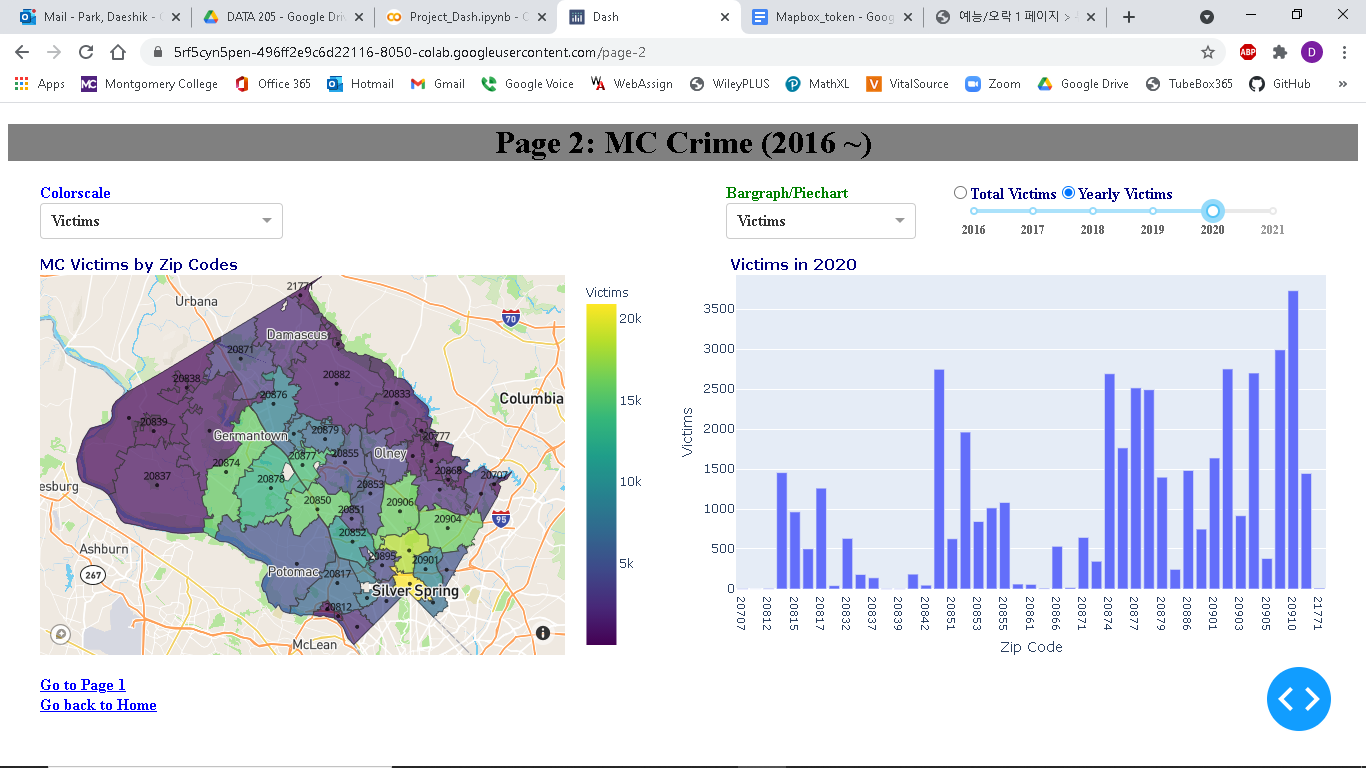 Mail - Park, Daeshik -
DATA 205 - Google Dri
Project_Dash.ipynb - C
Dash
Mapbox_token - Goog
예능/오락 1 페이지 >
5rf5cyn5pen-496ff2e9c6d22116-8050-colab.googleusercontent.com/page-2
ABP
D
Apps
MC
Montgomery College
Office 365
Hotmail
Gmail
Google Voice
WebAssign
WileyPLUS
MathXL
VitalSource
Zoom
Google Drive
TubeBox365
GitHub
»
Page 2: MC Crime (2016 ~)
Colorscale
Victims
Bargraph/Piechart
Victims
Total Victims
Yearly Victims
2016
2017
2018
2019
2020
2021
MC Victims by Zip Codes
Urbana
21771
Damascus
70
20871
20838
20882
20876
20833
Columbia
20839
Germantown
20879
20777
20874
20877
20855
Olney
20837
20878
20853
20868
20707
esburg
20850
20906
20851
95
20904
20852
Ashburn
20895
20901
267
Potomac
20817
Silver Spring
20812
McLean
Victims
20k
15k
10k
5k
Victims in 2020
Victims
3500
3000
2500
2000
1500
1000
500
0
20707
20812
20815
20817
20832
20837
20839
20842
20851
20853
20855
20861
20866
20871
20874
20877
20879
20886
20901
20903
20905
20910
21771
Zip Code
Go to Page 1
Go back to Home